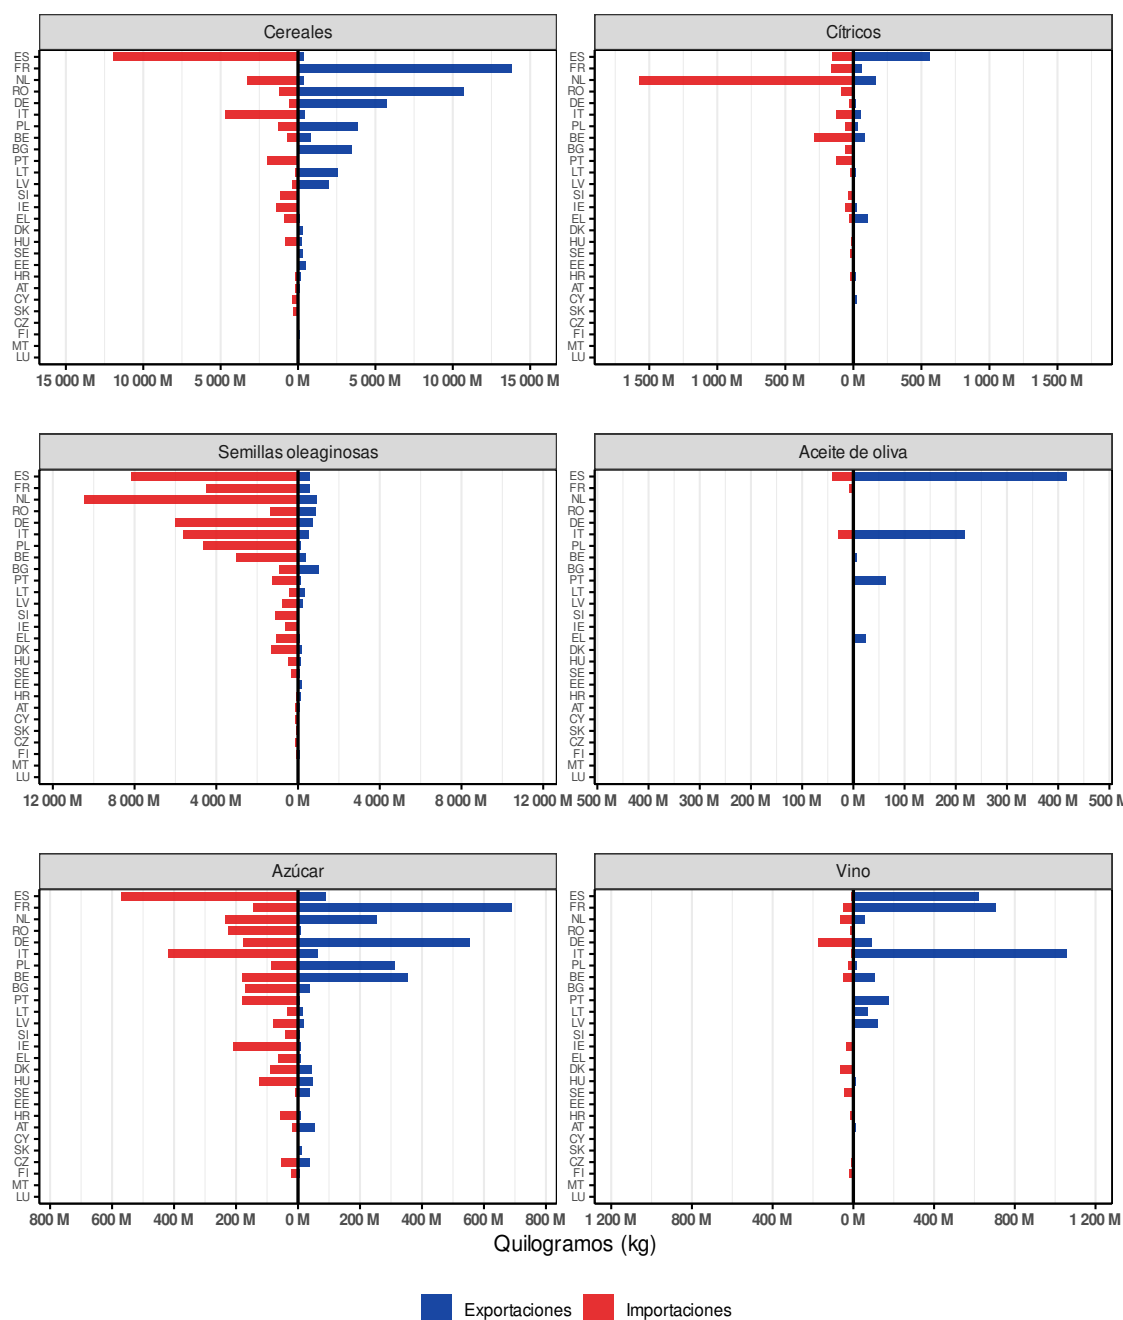 Cereales
ES
FR
NL
RO
DE
IT
PL
BE
BG
PT
LT
LV
SI
IE
EL
DK
HU
SE
EE
HR
AT
CY
SK
CZ
FI
MT
LU
15 000 M 10 000 M 5 000 M 0 M 5 000 M 10 000 M 15 000 M
Cítricos
ES
FR
NL
RO
DE
IT
PL
BE
BG
PT
LT
LV
SI
IE
EL
DK
HU
SE
EE
HR
AT
CY
SK
CZ
FI
MT
LU
1 500 M 1 000 M 500 M 0 M 500 M 1 000 M 1 500 M
Semillas oleaginosas
ES
FR
NL
RO
DE
IT
PL
BE
BG
PT
LT
LV
SI
IE
EL
DK
HU
SE
EE
HR
AT
CY
SK
CZ
FI
MT
LU
12 000 M 8 000 M 4 000 M 0 M 4 000 M 8 000 M 12 000 M
Aceite de oliva
ES
FR
NL
RO
DE
IT
PL
BE
BG
PT
LT
LV
SI
IE
EL
DK
HU
SE
EE
HR
AT
CY
SK
CZ
FI
MT
LU
500 M 400 M 300 M 200 M 100 M 0 M 100 M 200 M 300 M 400 M 500 M
Azúcar
ES
FR
NL
RO
DE
IT
PL
BE
BG
PT
LT
LV
SI
IE
EL
DK
HU
SE
EE
HR
AT
CY
SK
CZ
FI
MT
LU
800 M 600 M 400 M 200 M 0 M 200 M 400 M 600 M 800 M
Vino
ES
FR
NL
RO
DE
IT
PL
BE
BG
PT
LT
LV
SI
IE
EL
DK
HU
SE
EE
HR
AT
CY
SK
CZ
FI
MT
LU
1 200 M 800 M 400 M 0 M 400 M 800 M 1 200 M
Quilogramos (kg)
Exportaciones Importaciones